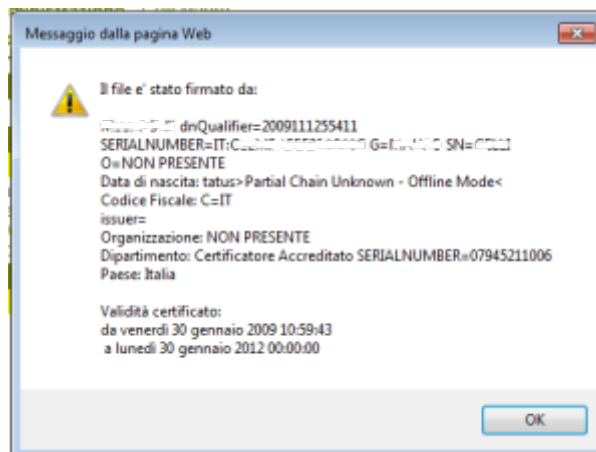 Messaggio dalla pagina Web
Il file e' stato firmato da:
dnQualifier=2009111255411
SERIALNUMBER=IT: G= SN=
O=NON PRESENTE
Data di nascita: tatus>Partial Chain Unknown - Offline Mode<
Codice Fiscale: C=IT
issuer=
Organizzazione: NON PRESENTE
Dipartimento: Certificatore Accreditato SERIALNUMBER=07945211006
Paese: Italia
Validità certificato:
da venerdì 30 gennaio 2009 10:59:43
a lunedì 30 gennaio 2012 00:00:00
OK